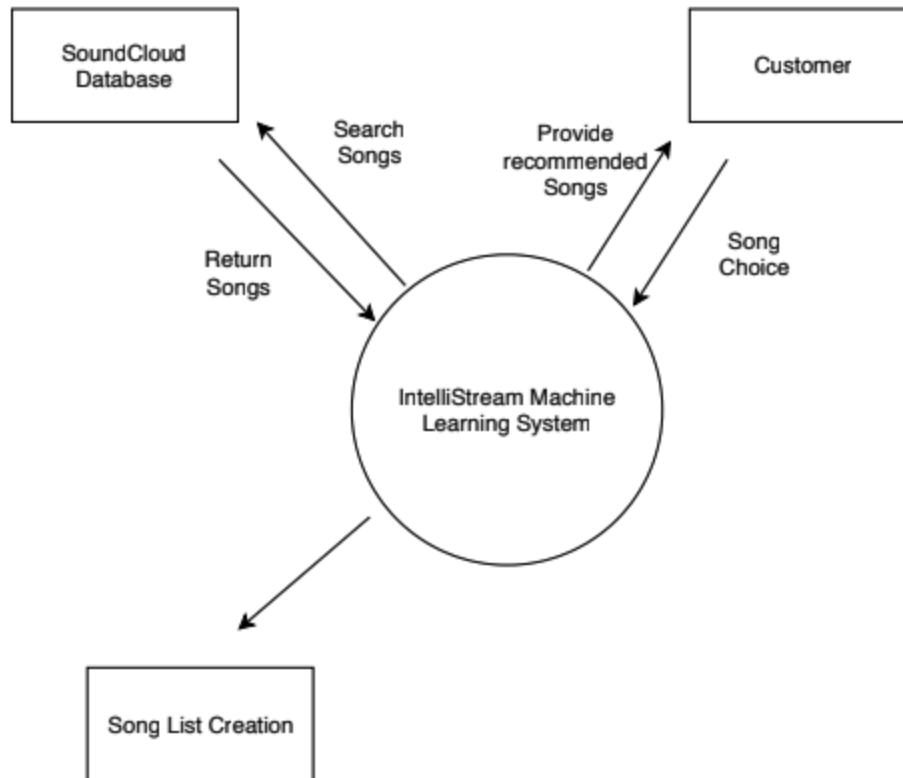 SoundCloud
Database
Customer
Search
Songs
Provide
recommended
Songs
Return
Songs
Song
Choice
IntelliStream Machine
Learning System
Song List Creation